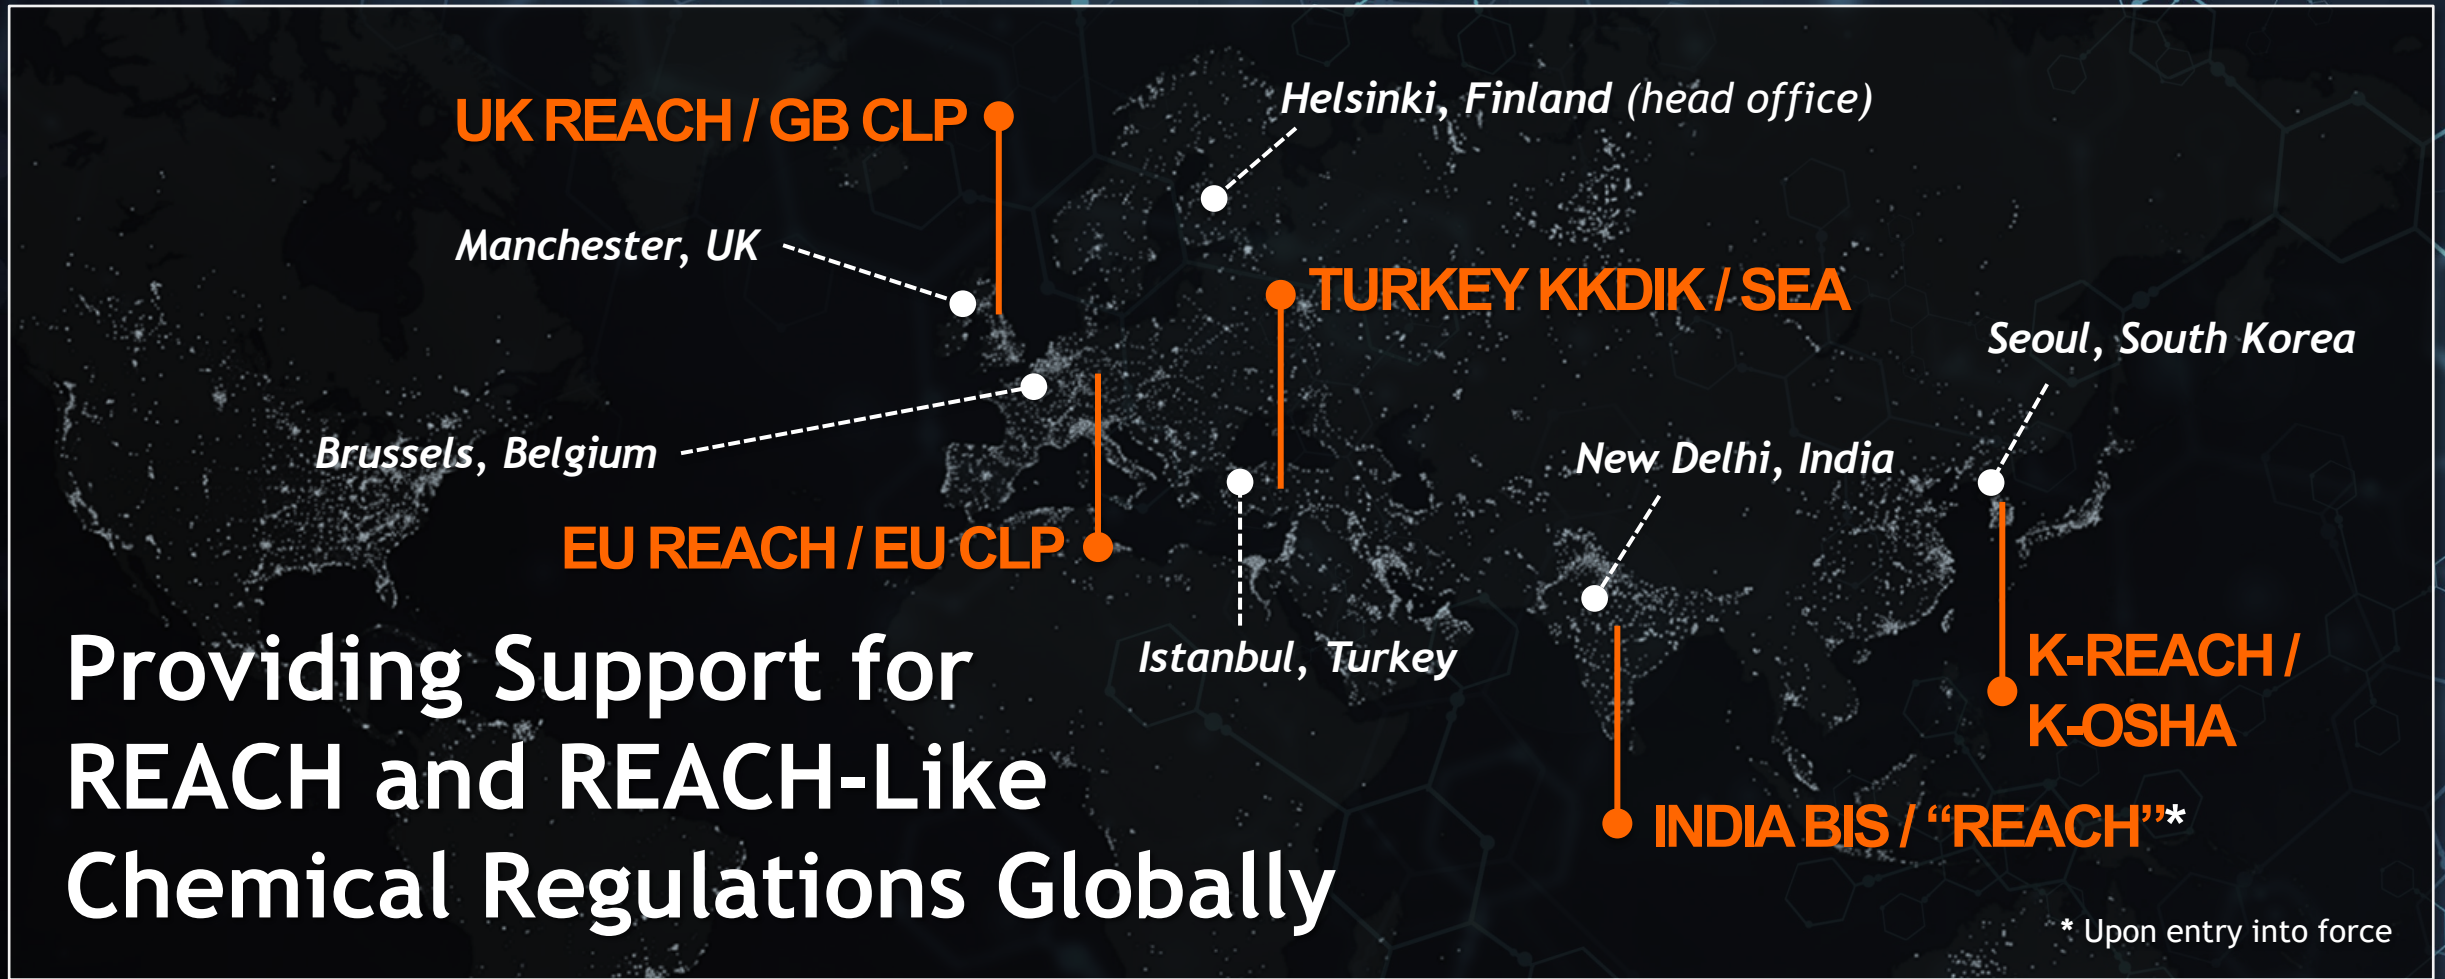 UK REACH / GB CLP
Helsinki, Finland (head office)
Manchester, UK
TURKEY KKDIK / SEA
Seoul, South Korea
Brussels, Belgium
New Delhi, India
EU REACH / EU CLP
Istanbul, Turkey
K-REACH /
K-OSHA
INDIA BIS / “REACH”*
Providing Support for
REACH and REACH-Like
Chemical Regulations Globally
* Upon entry into force